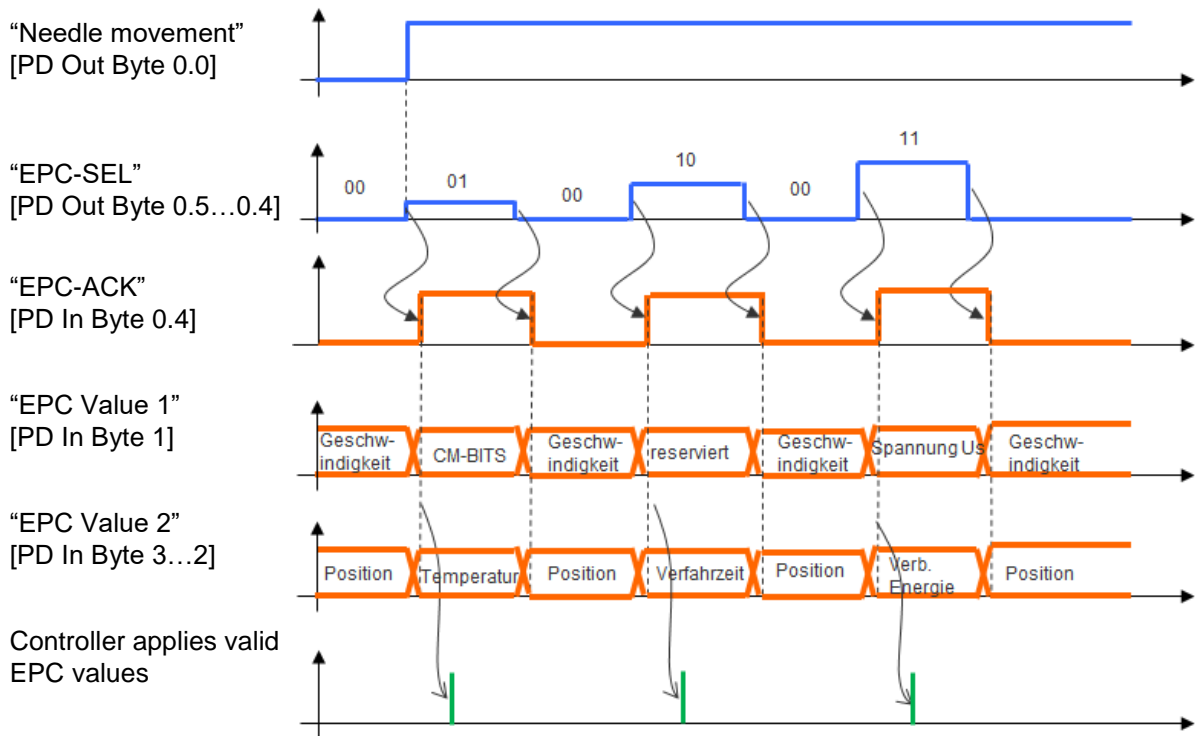 “Needle movement”
[PD Out Byte 0.0]
“EPC-SEL”
[PD Out Byte 0.5…0.4]
00
01
00
10
00
11
“EPC-ACK”
[PD In Byte 0.4]
“EPC Value 1”
[PD In Byte 1]
Geschw-
indigkeit
CM-BITS
Geschw-
indigkeit
reserviert
Geschw-
indigkeit
Spannung Us
Geschw-
indigkeit
“EPC Value 2”
[PD In Byte 3…2]
Position
Temperatur
Position
Verfahrzeit
Position
Verb.
Energie
Position
Controller applies valid
EPC values